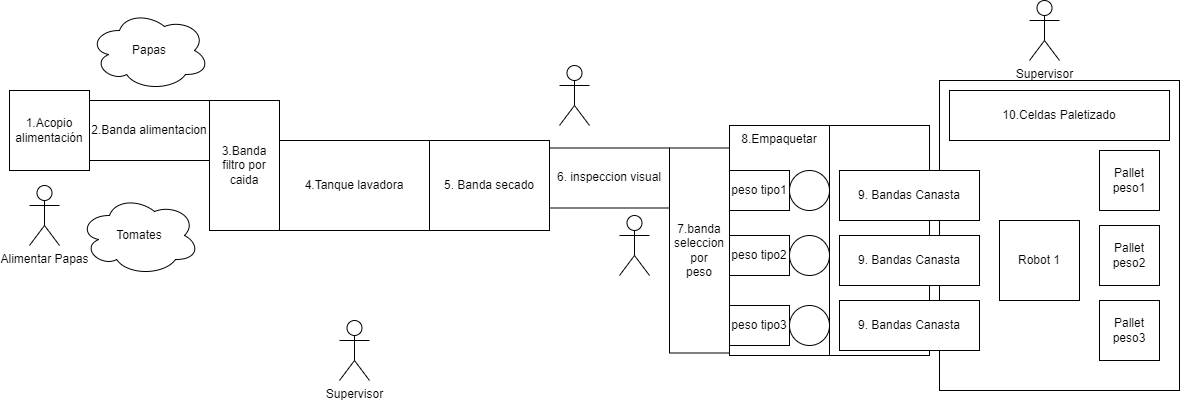 Papas
1.Acopio
alimentación
2.Banda alimentacion
3.Banda
filtro por
caida
4.Tanque lavadora
5. Banda secado
Alimentar Papas
Tomates
Supervisor
6. inspeccion visual
7.banda
seleccion
por
peso
8.Empaquetar
peso tipo1
peso tipo2
peso tipo3
9. Bandas Canasta
9. Bandas Canasta
9. Bandas Canasta
Supervisor
10.Celdas Paletizado
Robot 1
Pallet
peso1
Pallet
peso2
Pallet
peso3